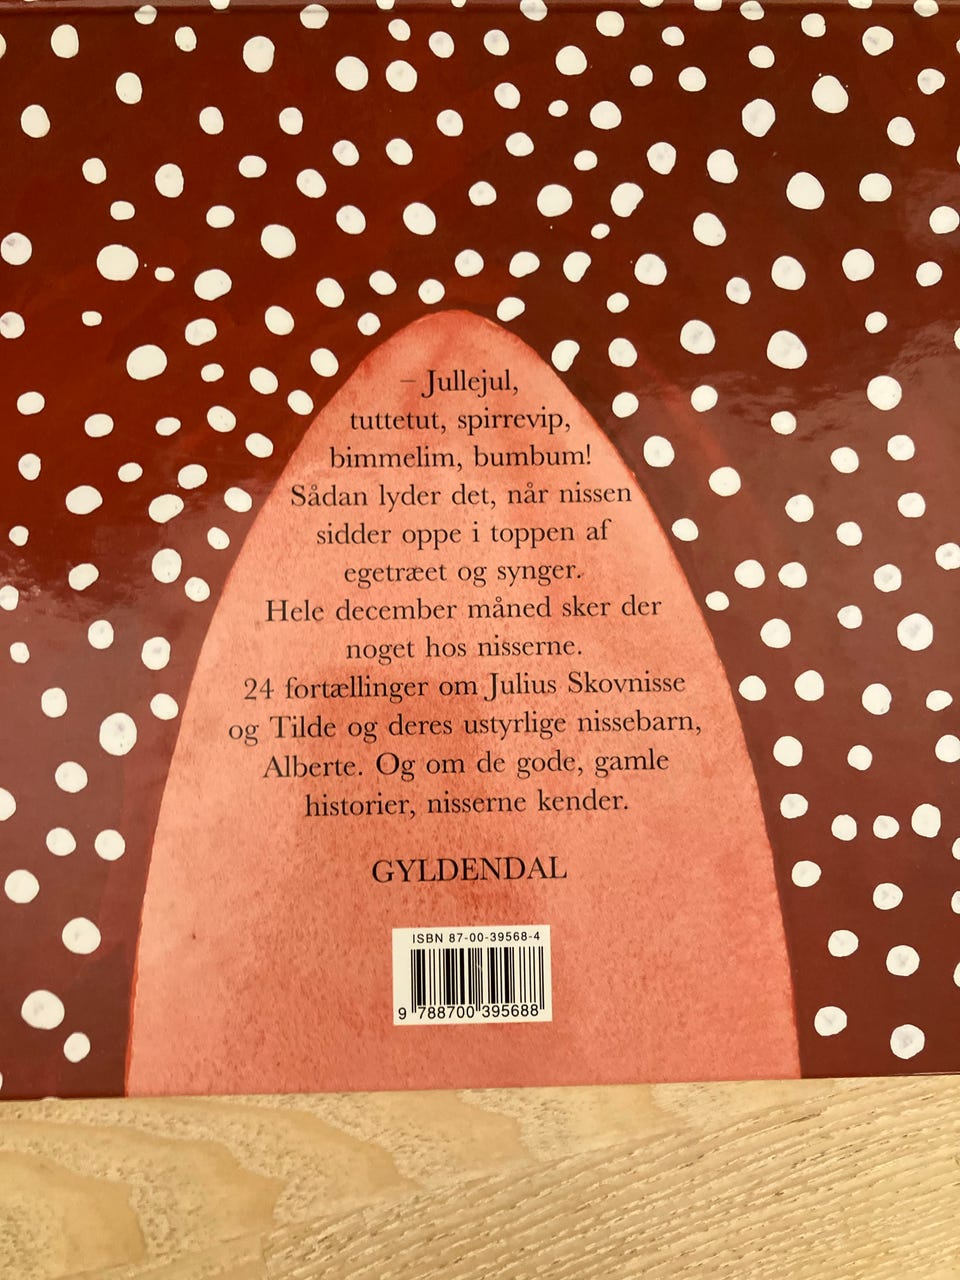 – Jullejul,
tuttetut, spirrevip,
bimmelim, bumbum!
Sådan lyder det, når nissen
sidder oppe i toppen af
egetræet og synger.
Hele december måned sker der
noget hos nisserne.
24 fortællinger om Julius Skovnisse
og Tilde og deres ustyrlige nissebarn,
Alberte. Og om de gode, gamle
historier, nisserne kender.
GYLDENDAL
ISBN 87-00-39568-4
9 788700 395688